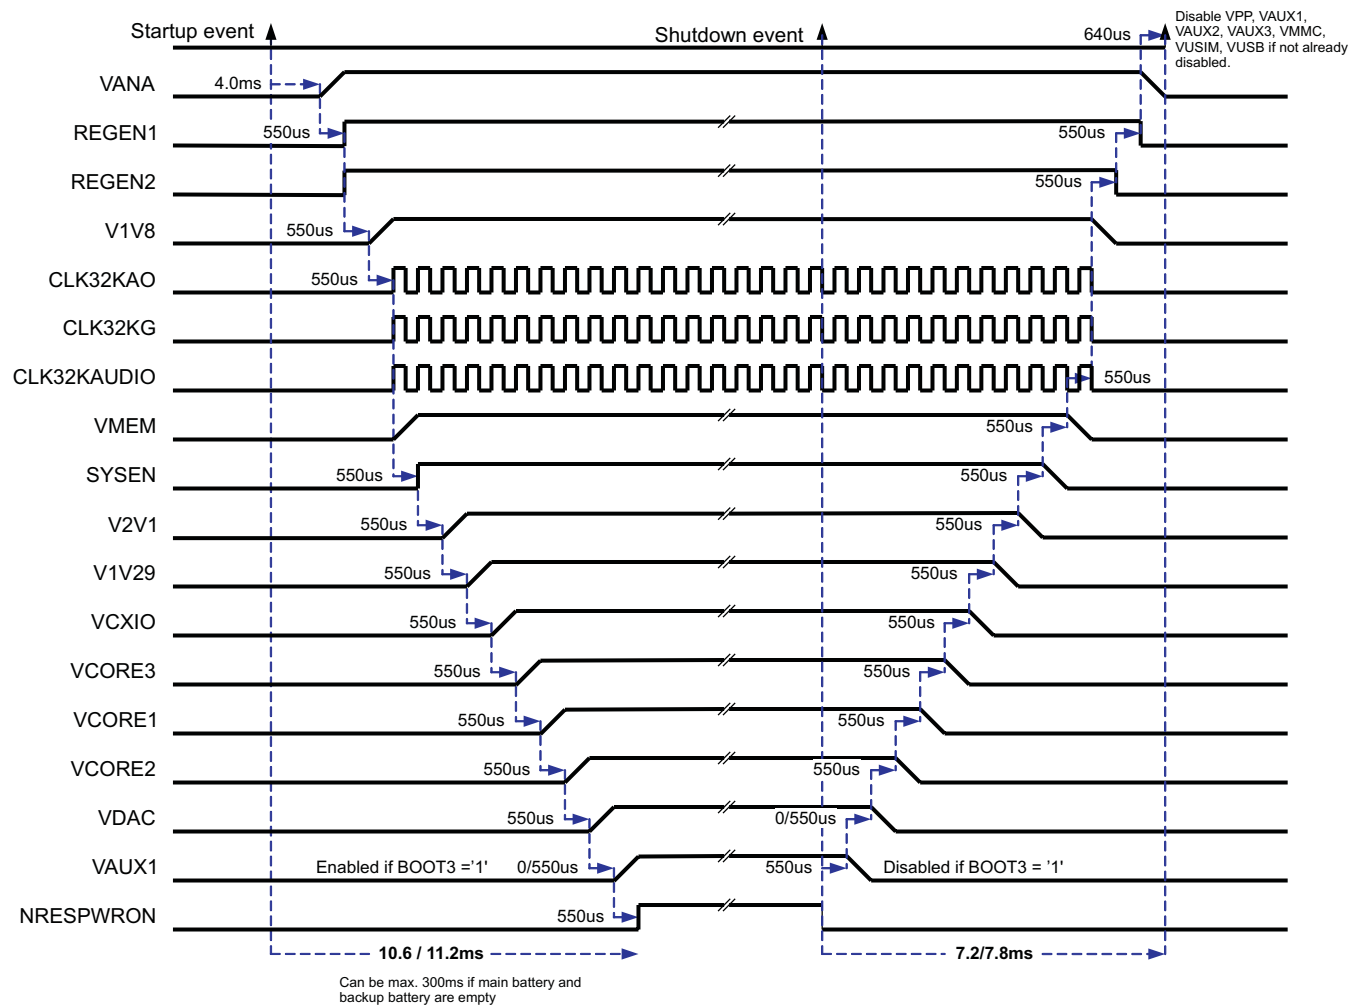 Startup event
Shutdown event
640us
Disable VPP, VAUX1,
VAUX2, VAUX3, VMMC,
VUSIM, VUSB if not already
disabled.
VANA
4.0ms
REGEN1
550us
550us
REGEN2
550us
V1V8
550us
CLK32KAO
550us
CLK32KG
CLK32KAUDIO
550us
VMEM
550us
SYSEN
550us
550us
V2V1
550us
550us
V1V29
550us
550us
VCXIO
550us
550us
VCORE3
550us
550us
VCORE1
550us
550us
VCORE2
550us
550us
VDAC
550us
0/550us
VAUX1
Enabled if BOOT3 ='1'
0/550us
550us
Disabled if BOOT3 = '1'
NRESPWRON
550us
10.6 / 11.2ms
7.2/7.8ms
Can be max. 300ms if main battery and
backup battery are empty